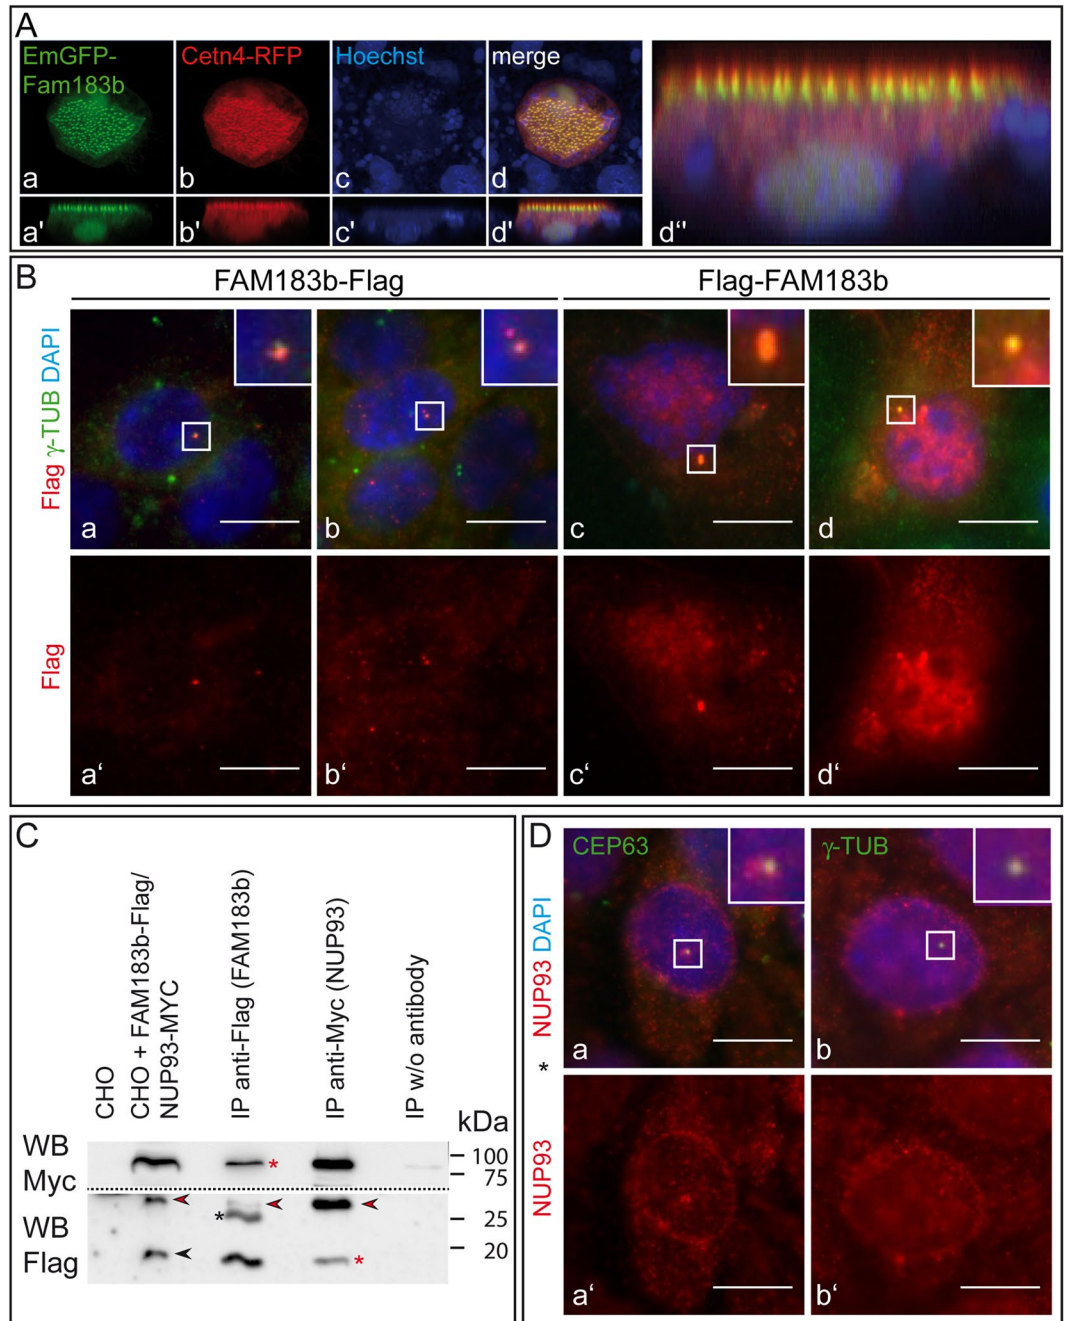 A
EmGFP-
Fam183b
Cetn4-RFP
Hoechst
merge
a
b
c
d
a'
b'
c'
d'
d''
B
FAM183b-Flag
Flag-FAM183b
Flag γ-TUB DAPI
a
b
c
d
Flag
a'
b'
c'
d'
C
CHO
CHO + FAM183b-Flag/
NUP93-MYC
IP anti-Flag (FAM183b)
IP anti-Myc (NUP93)
IP w/o antibody
kDa
WB
Myc
*
100
75
WB
Flag
*
25
20
*
D
CEP63
γ-TUB
* NUP93 DAPI
a
b
NUP93
a'
b'